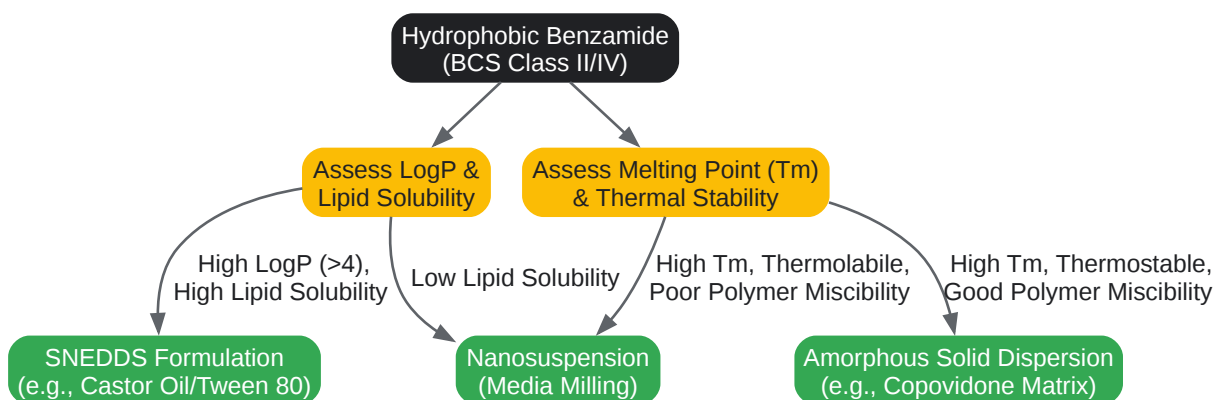 Hydrophobic Benzamide
(BCS Class II/IV)
Assess LogP &
Lipid Solubility
Assess Melting Point (Tm)
& Thermal Stability
High LogP (>4),
High Lipid Solubility
Low Lipid Solubility
High Tm, Thermolabile,
Poor Polymer Miscibility
High Tm, Thermostable,
Good Polymer Miscibility
SNEDDS Formulation
(e.g., Castor Oil/Tween 80)
Nanosuspension
(Media Milling)
Amorphous Solid Dispersion
(e.g., Copovidone Matrix)